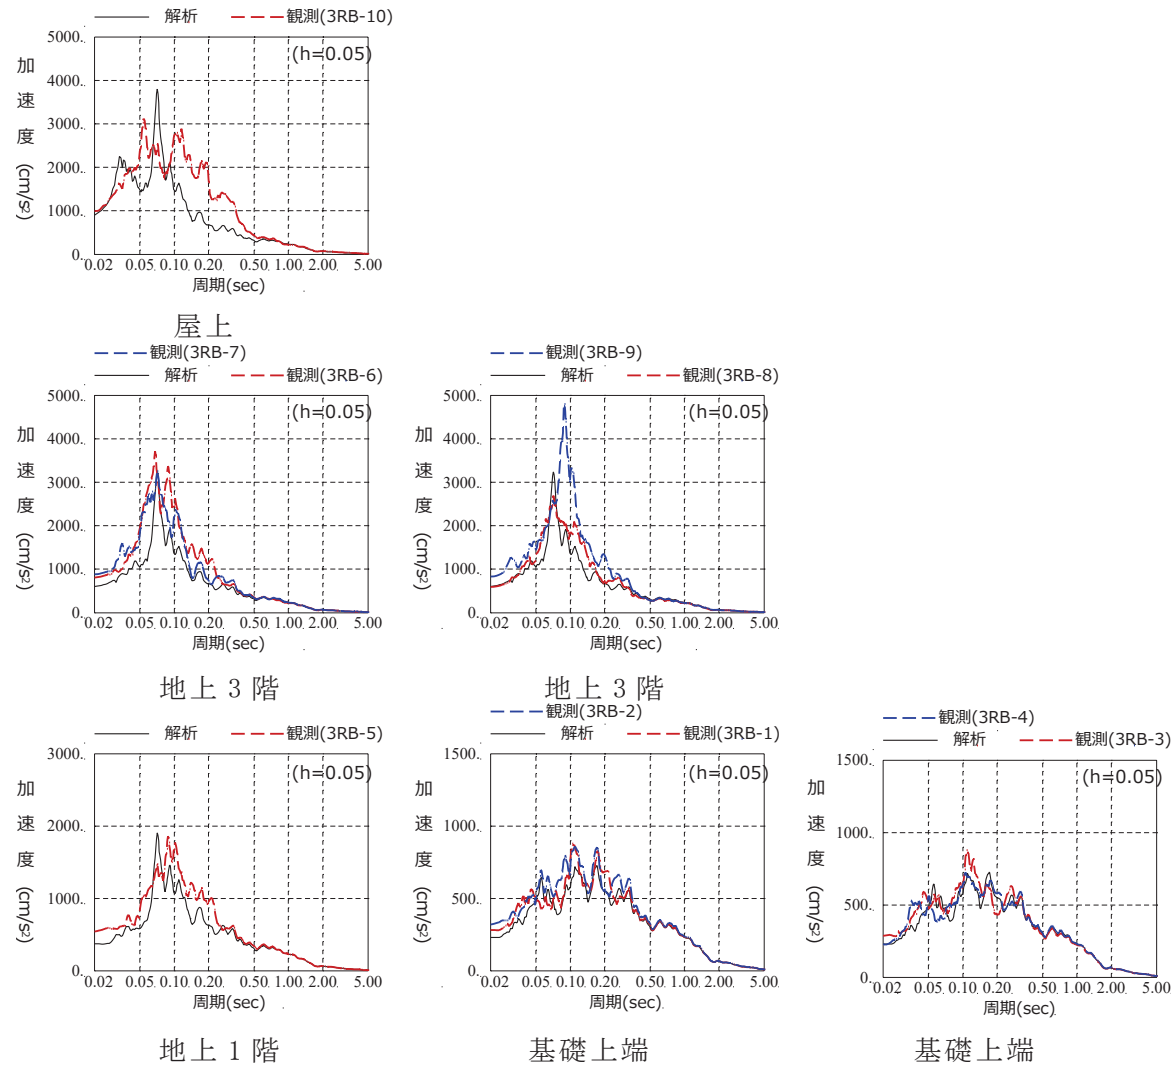 解析 観測(3RB-10)
(h=0.05)
加速度 (cm/s²)
5000.
4000.
3000.
2000.
1000.
0.
0.02 0.05 0.10 0.20 0.50 1.00 2.00 5.00
周期(sec)
屋上
観測(3RB-7)
解析 観測(3RB-6)
(h=0.05)
加速度 (cm/s²)
5000.
4000.
3000.
2000.
1000.
0.
0.02 0.05 0.10 0.20 0.50 1.00 2.00 5.00
周期(sec)
地上 3 階
観測(3RB-9)
解析 観測(3RB-8)
(h=0.05)
加速度 (cm/s²)
5000.
4000.
3000.
2000.
1000.
0.
0.02 0.05 0.10 0.20 0.50 1.00 2.00 5.00
周期(sec)
地上 3 階
解析 観測(3RB-5)
(h=0.05)
加速度 (cm/s²)
3000.
2000.
1000.
0.
0.02 0.05 0.10 0.20 0.50 1.00 2.00 5.00
周期(sec)
地上 1 階
観測(3RB-2)
解析 観測(3RB-1)
(h=0.05)
加速度 (cm/s²)
1500.
1000.
500.
0.
0.02 0.05 0.10 0.20 0.50 1.00 2.00 5.00
周期(sec)
基礎上端
観測(3RB-4)
解析 観測(3RB-3)
(h=0.05)
加速度 (cm/s²)
1500.
1000.
500.
0.
0.02 0.05 0.10 0.20 0.50 1.00 2.00 5.00
周期(sec)
基礎上端